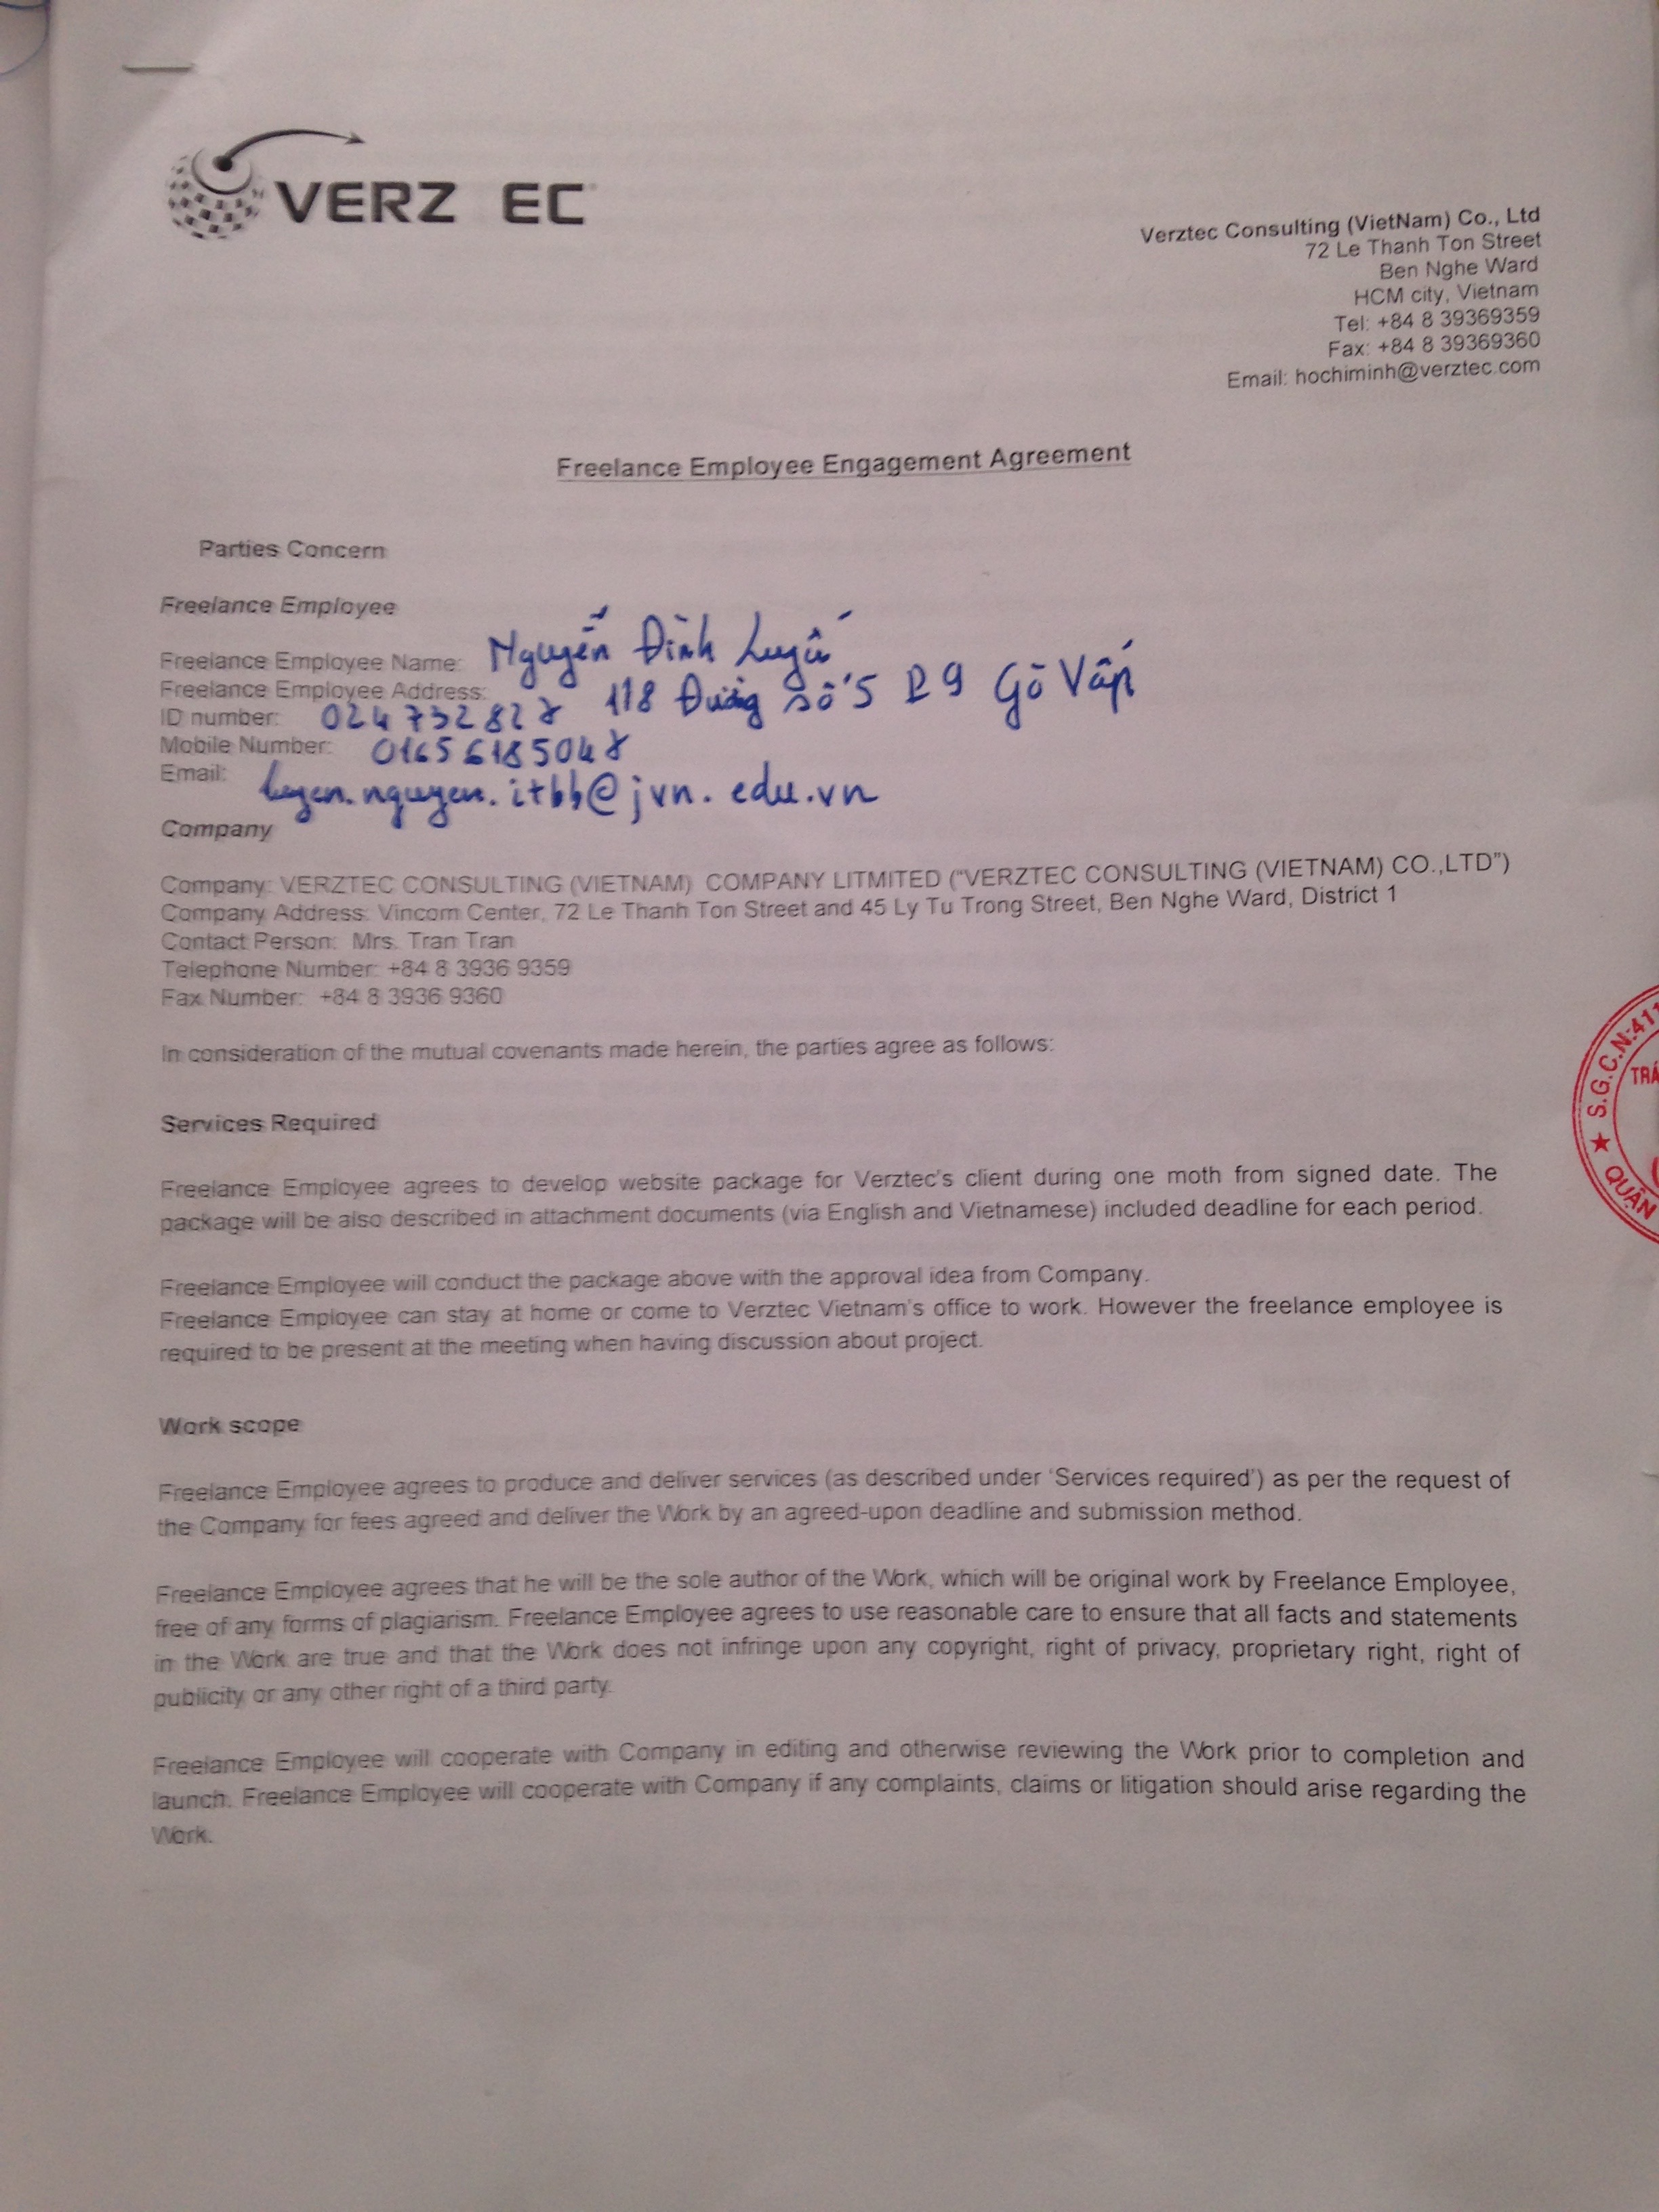 VERZ EC
Verztec Consulting (VietNam) Co., Ltd
72 Le Thanh Ton Street
Ben Nghe Ward
HCM city, Vietnam
Tel: +84 8 39369359
Fax: +84 8 39369360
Email: hochiminh@verztec.com
Freelance Employee Engagement Agreement
Parties Concern
Freelance Employee
Freelance Employee Name: Nguyễn Đình
Freelance Employee Address: 118 Đường số 5 P9 Gò Vấp
ID number:
Mobile Number:
Email:
Company
Company: VERZTEC CONSULTING (VIETNAM) COMPANY LITMITED ("VERZTEC CONSULTING (VIETNAM) CO.,LTD")
Company Address: Vincom Center, 72 Le Thanh Ton Street and 45 Ly Tu Trong Street, Ben Nghe Ward, District 1
Contact Person: Mrs. Tran Tran
Telephone Number: +84 8 3936 9359
Fax Number: +84 8 3936 9360
In consideration of the mutual covenants made herein, the parties agree as follows:
S.G.C.N:411
TRÁ
QUẬN
Services Required
Freelance Employee agrees to develop website package for Verztec's client during one moth from signed date. The
package will be also described in attachment documents (via English and Vietnamese) included deadline for each period.
Freelance Employee will conduct the package above with the approval idea from Company.
Freelance Employee can stay at home or come to Verztec Vietnam's office to work. However the freelance employee is
required to be present at the meeting when having discussion about project.
Work scope
Freelance Employee agrees to produce and deliver services (as described under 'Services required') as per the request of
the Company for fees agreed and deliver the Work by an agreed-upon deadline and submission method.
Freelance Employee agrees that he will be the sole author of the Work, which will be original work by Freelance Employee,
free of any forms of plagiarism. Freelance Employee agrees to use reasonable care to ensure that all facts and statements
in the Work are true and that the Work does not infringe upon any copyright, right of privacy, proprietary right, right of
publicity or any other right of a third party.
Freelance Employee will cooperate with Company in editing and otherwise reviewing the Work prior to completion and
launch. Freelance Employee will cooperate with Company if any complaints, claims or litigation should arise regarding the
Work.